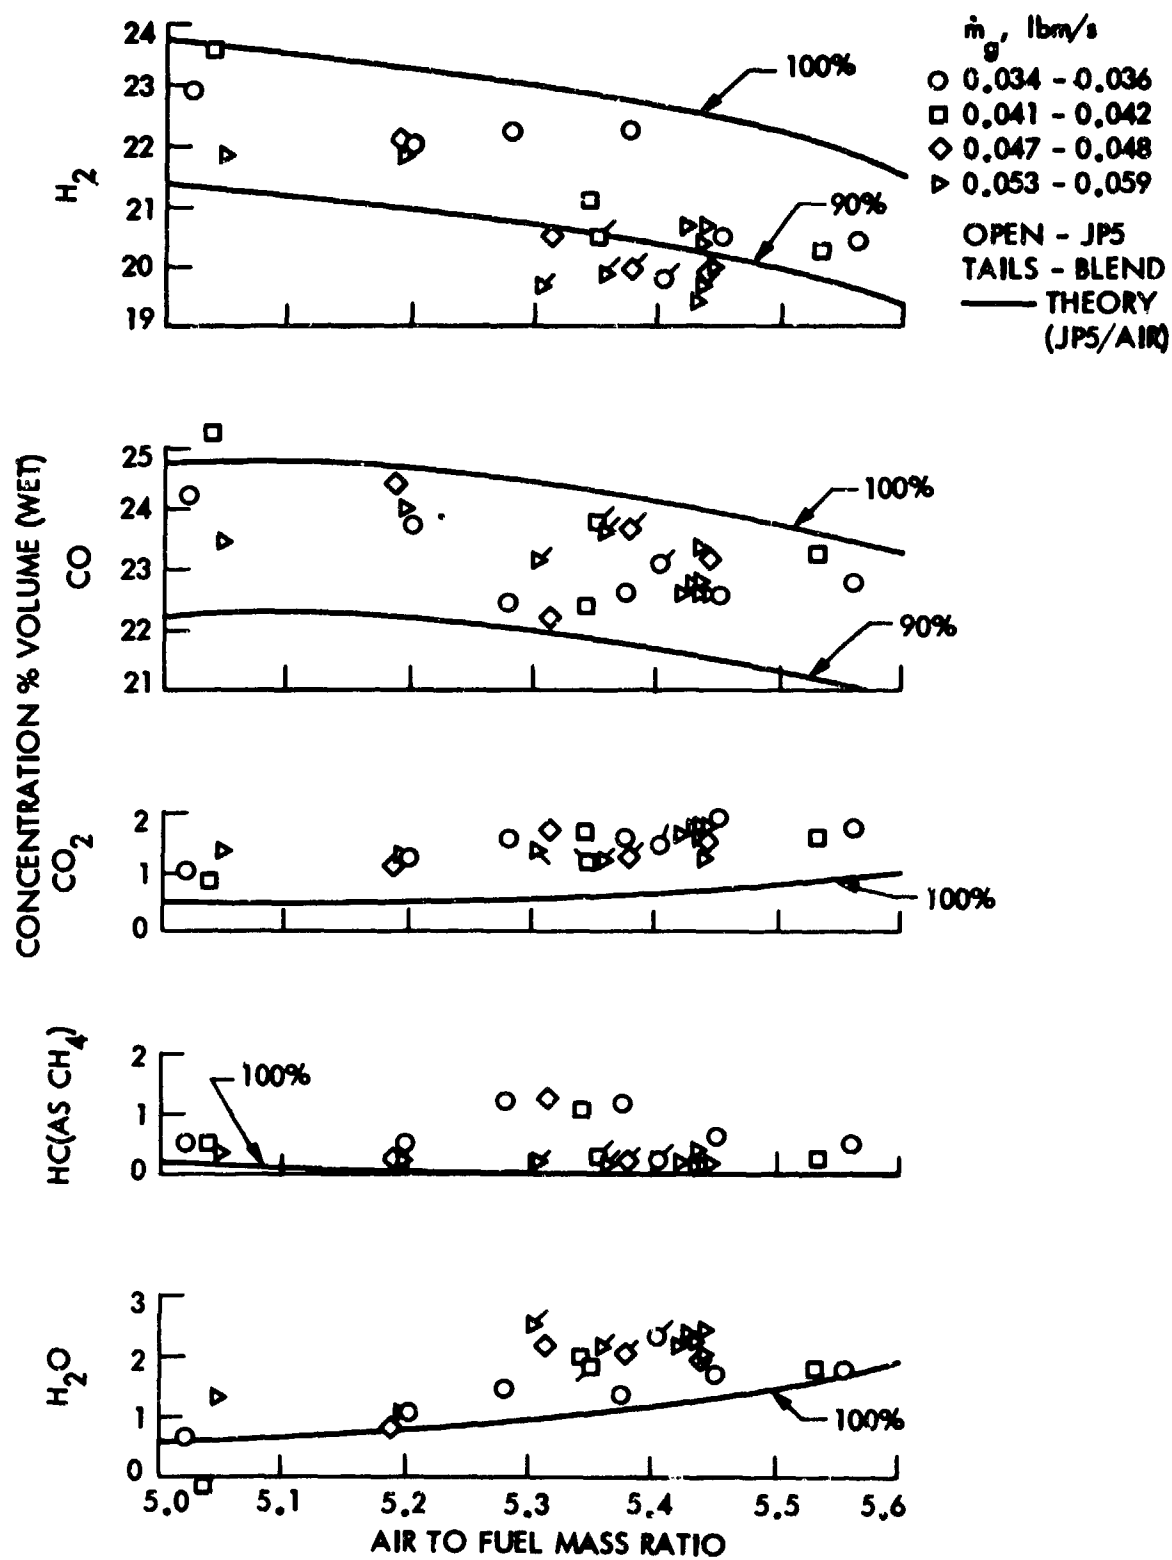 24
23
22
21
20
19
H2
100%
90%
ṁg, lbm/s
0.034 - 0.036
0.041 - 0.042
0.047 - 0.048
0.053 - 0.059
OPEN - JP5
TAILS - BLEND
THEORY
(JP5/AIR)
CONCENTRATION % VOLUME (WET)
25
24
23
22
21
CO
100%
90%
2
1
0
CO2
100%
2
1
0
HC(AS CH4)
100%
3
2
1
0
H2O
100%
5.0 5.1 5.2 5.3 5.4 5.5 5.6
AIR TO FUEL MASS RATIO